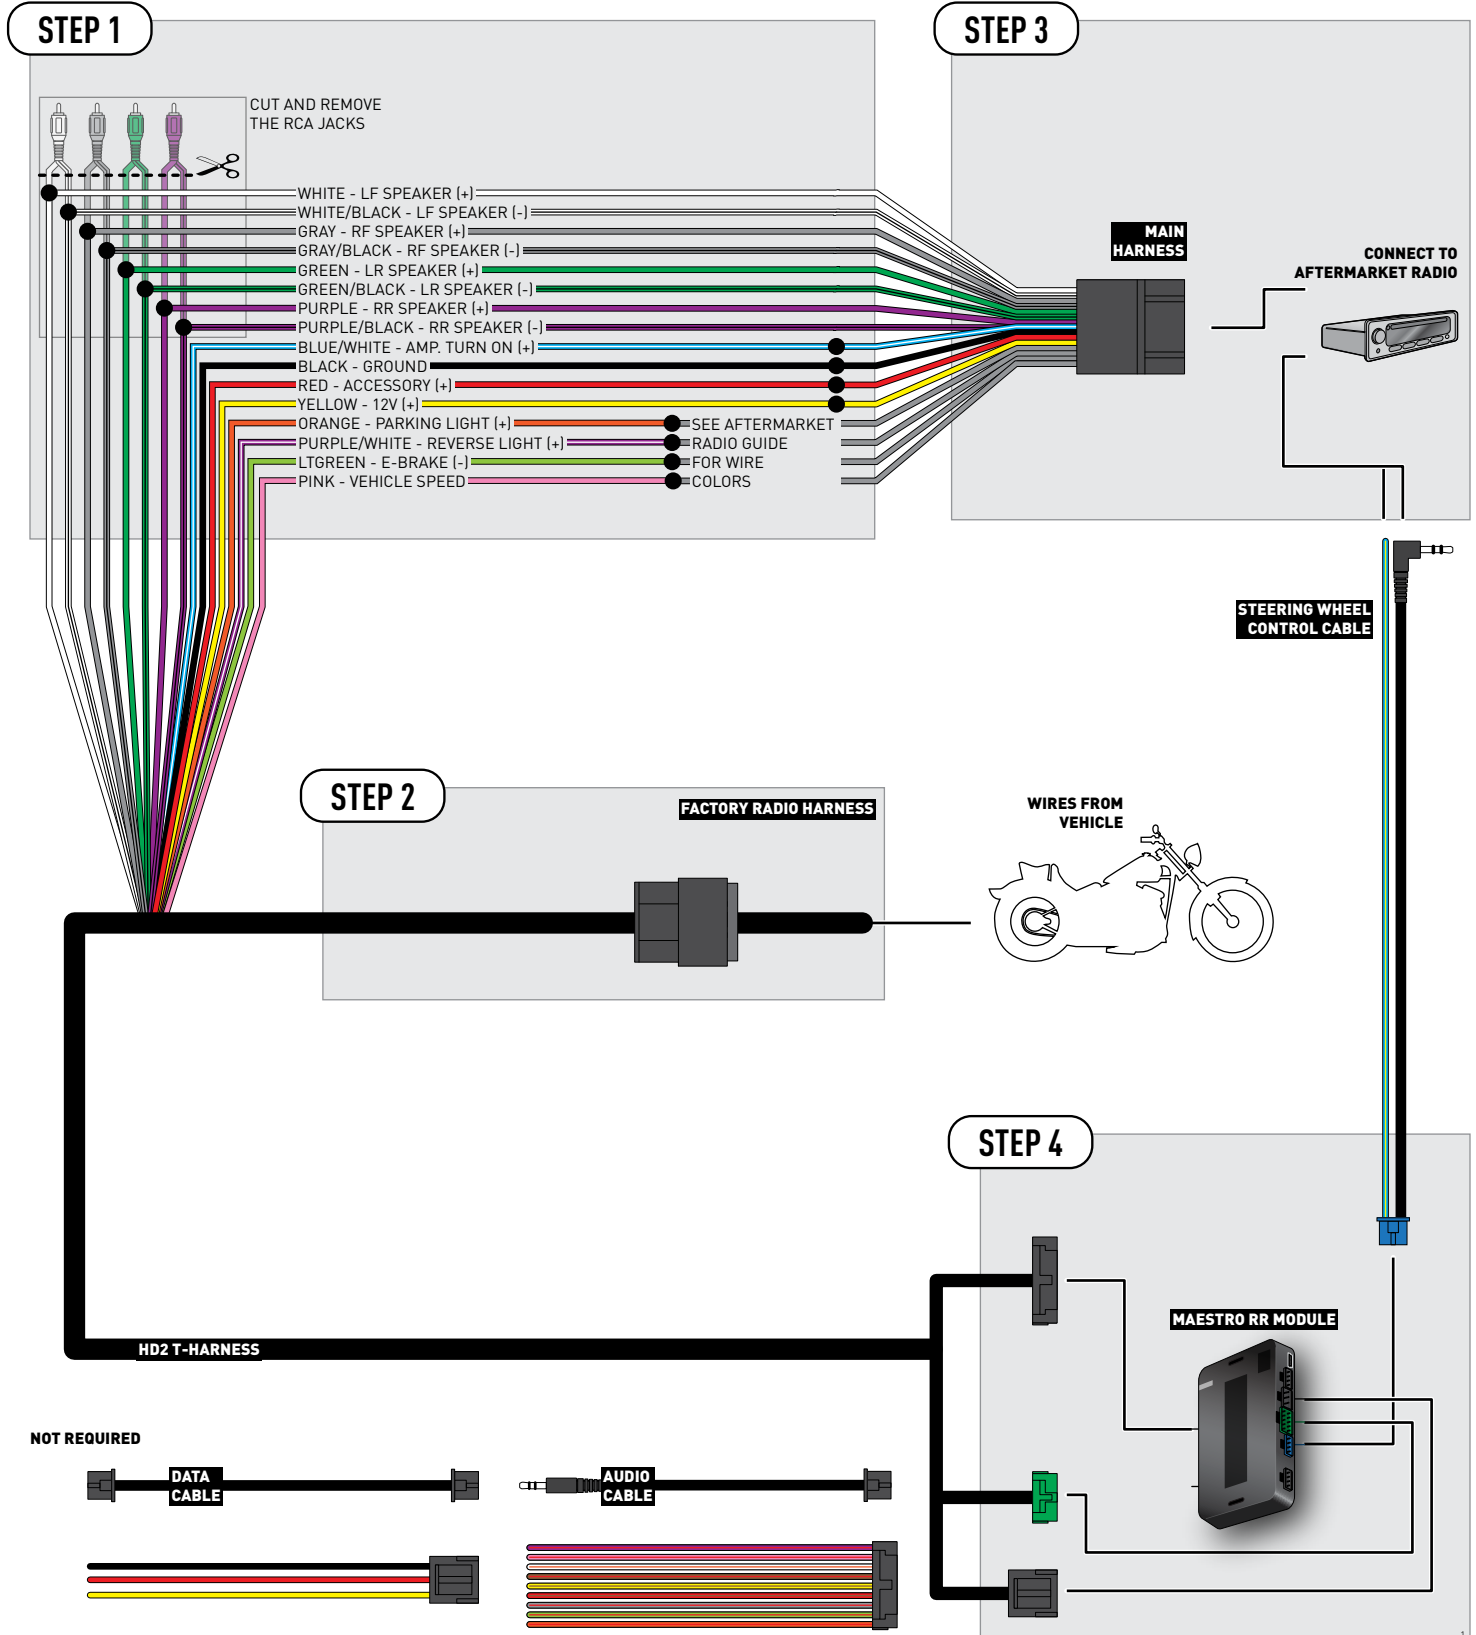 STEP 1
CUT AND REMOVE
THE RCA JACKS
WHITE - LF SPEAKER (+)
WHITE/BLACK - LF SPEAKER (-)
GRAY - RF SPEAKER (+)
GRAY/BLACK - RF SPEAKER (-)
GREEN - LR SPEAKER (+)
GREEN/BLACK - LR SPEAKER (-)
PURPLE - RR SPEAKER (+)
PURPLE/BLACK - RR SPEAKER (-)
BLUE/WHITE - AMP. TURN ON (+)
BLACK - GROUND
RED - ACCESSORY (+)
YELLOW - 12V (+)
ORANGE - PARKING LIGHT (+)
PURPLE/WHITE - REVERSE LIGHT (+)
LTGREEN - E-BRAKE (-)
PINK - VEHICLE SPEED
SEE AFTERMARKET
RADIO GUIDE
FOR WIRE
COLORS
STEP 3
MAIN
HARNESS
CONNECT TO
AFTERMARKET RADIO
STEERING WHEEL
CONTROL CABLE
STEP 2
FACTORY RADIO HARNESS
WIRES FROM
VEHICLE
STEP 4
MAESTRO RR MODULE
HD2 T-HARNESS
NOT REQUIRED
DATA
CABLE
AUDIO
CABLE